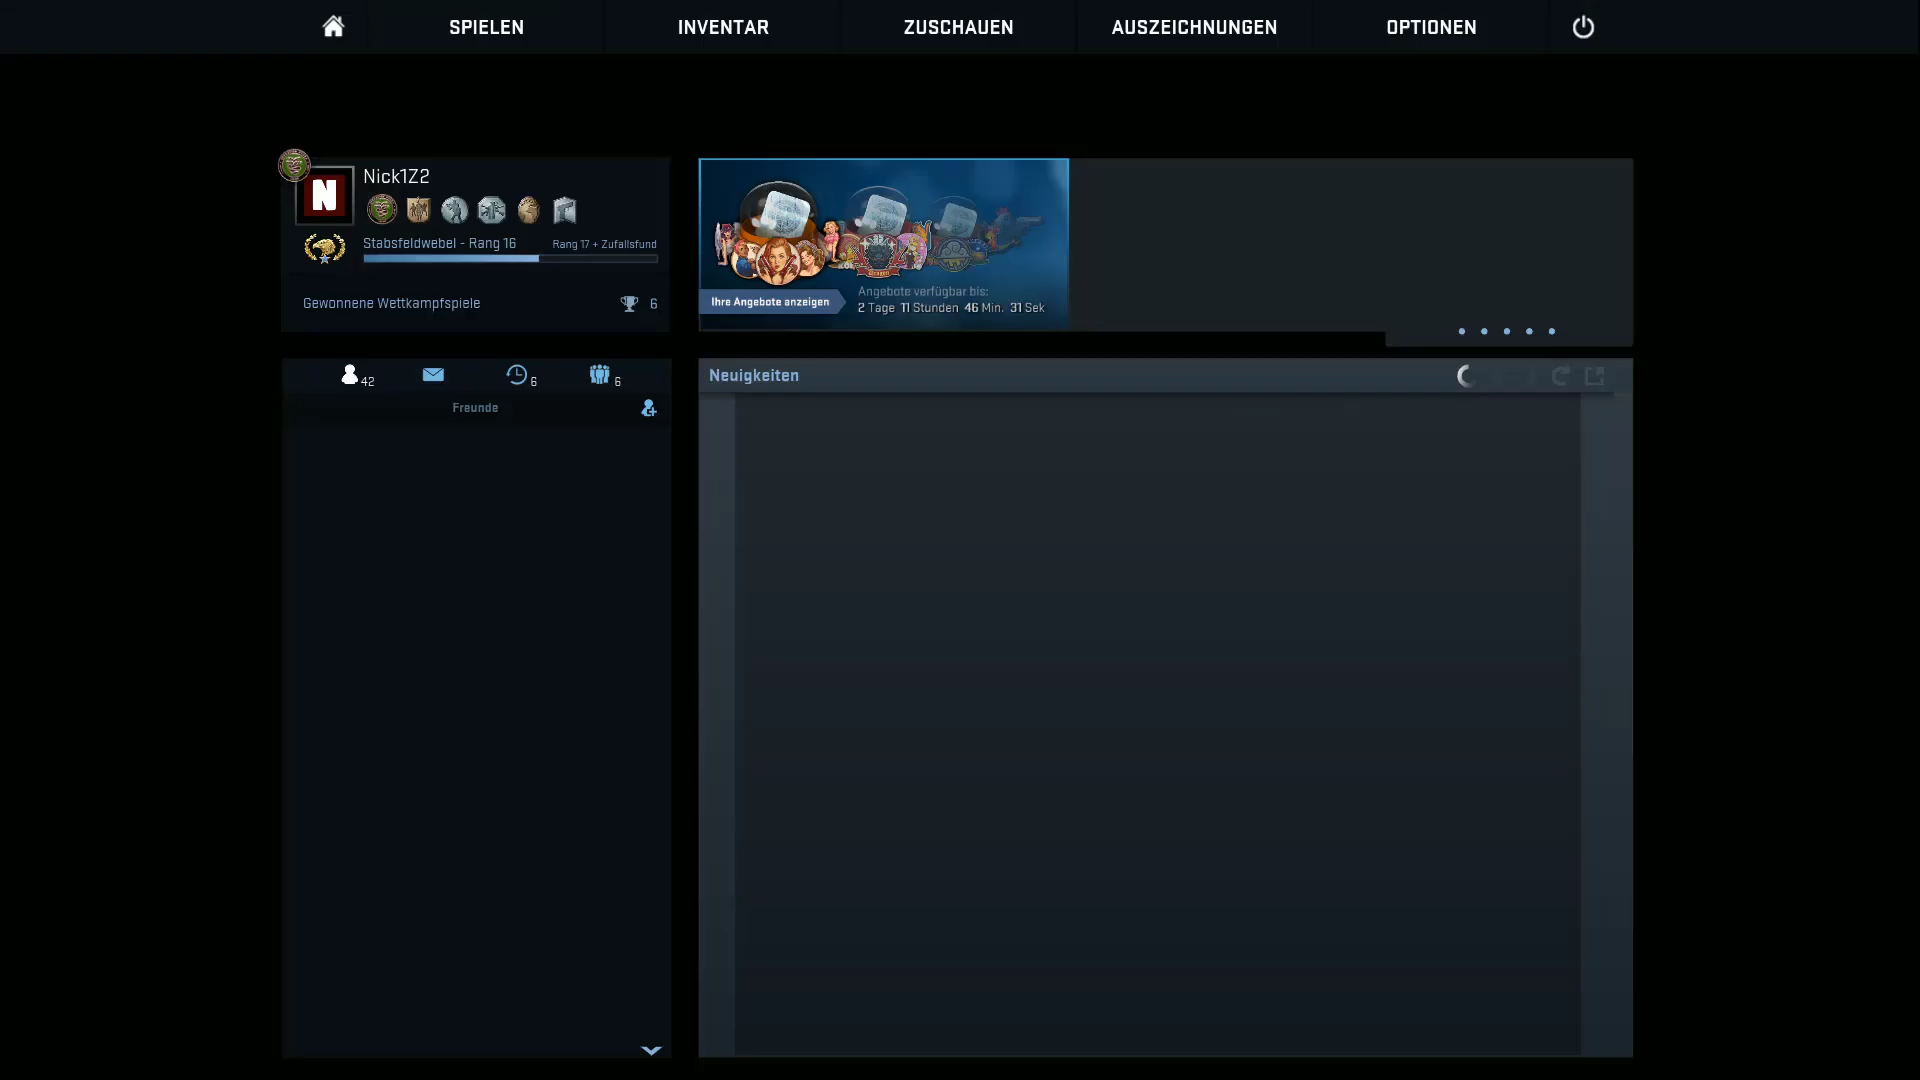 SPIELEN
INVENTAR
ZUSCHAUEN
AUSZEICHNUNGEN
OPTIONEN
N
Nick1Z2
Stabsfeldwebel - Rang 16
Rang 17 + Zufallsfund
Gewonnene Wettkampfspiele
6
Ihre Angebote anzeigen
Angebote verfügbar bis:
2 Tage 11 Stunden 46 Min. 31 Sek
42
6
6
Freunde
Neuigkeiten